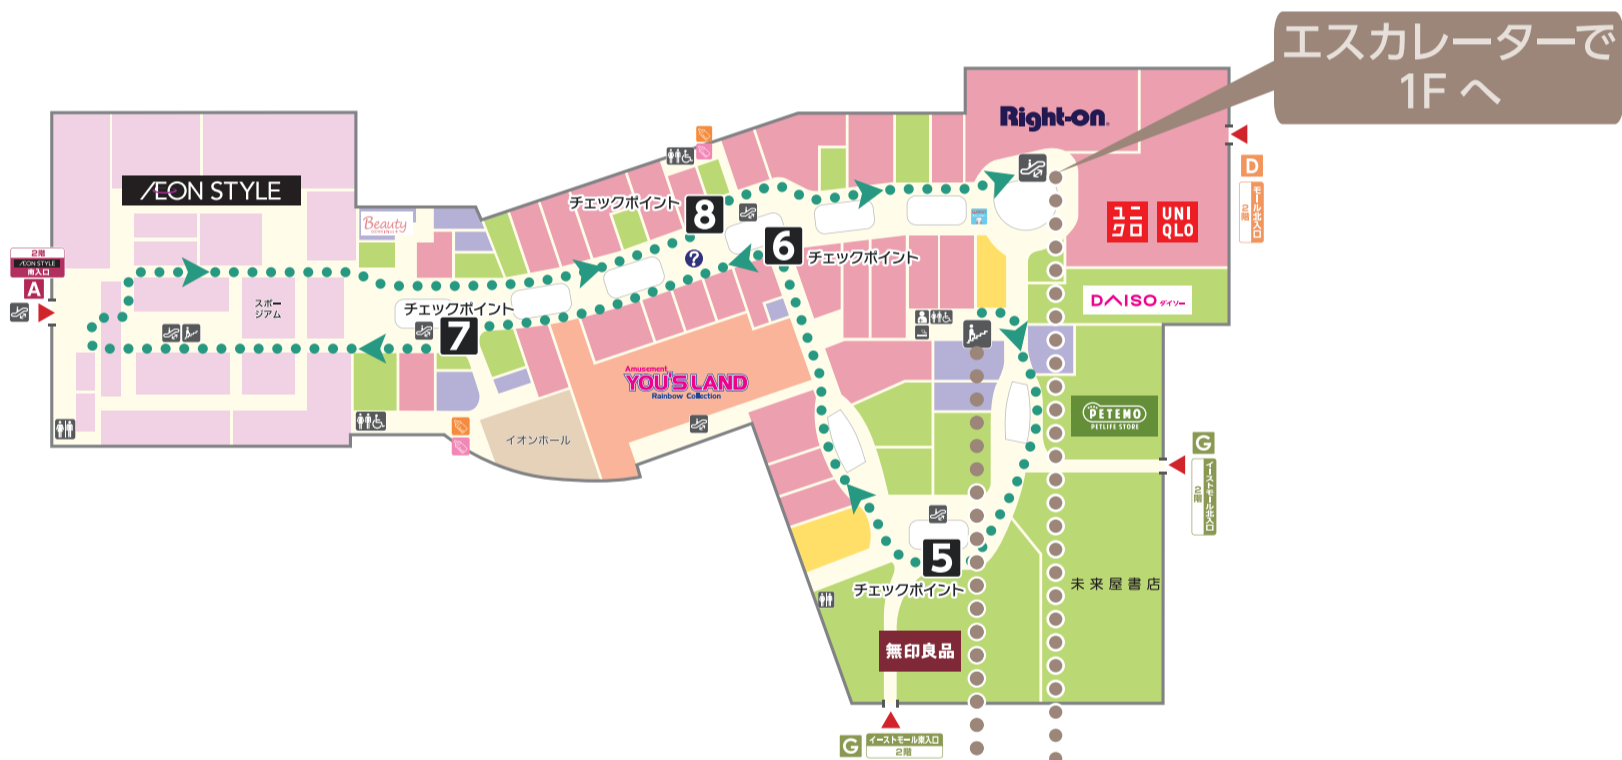 エスカレーターで
1F へ
Right-on.
D
モール北入口
2階
ユニ
クロ
UNI
QLO
AEON STYLE
Beauty
チェックポイント
8
6
チェックポイント
?
2階
AEON STYLE
南入口
A
スポー
ジアム
チェックポイント
7
DAISO ダイソー
Amusement
YOU'S LAND
Rainbow Collection
イオンホール
PETEMO
PETLIFE STORE
G
イーストモール北入口
2階
5
チェックポイント
未来屋書店
無印良品
G
イーストモール東入口
2階